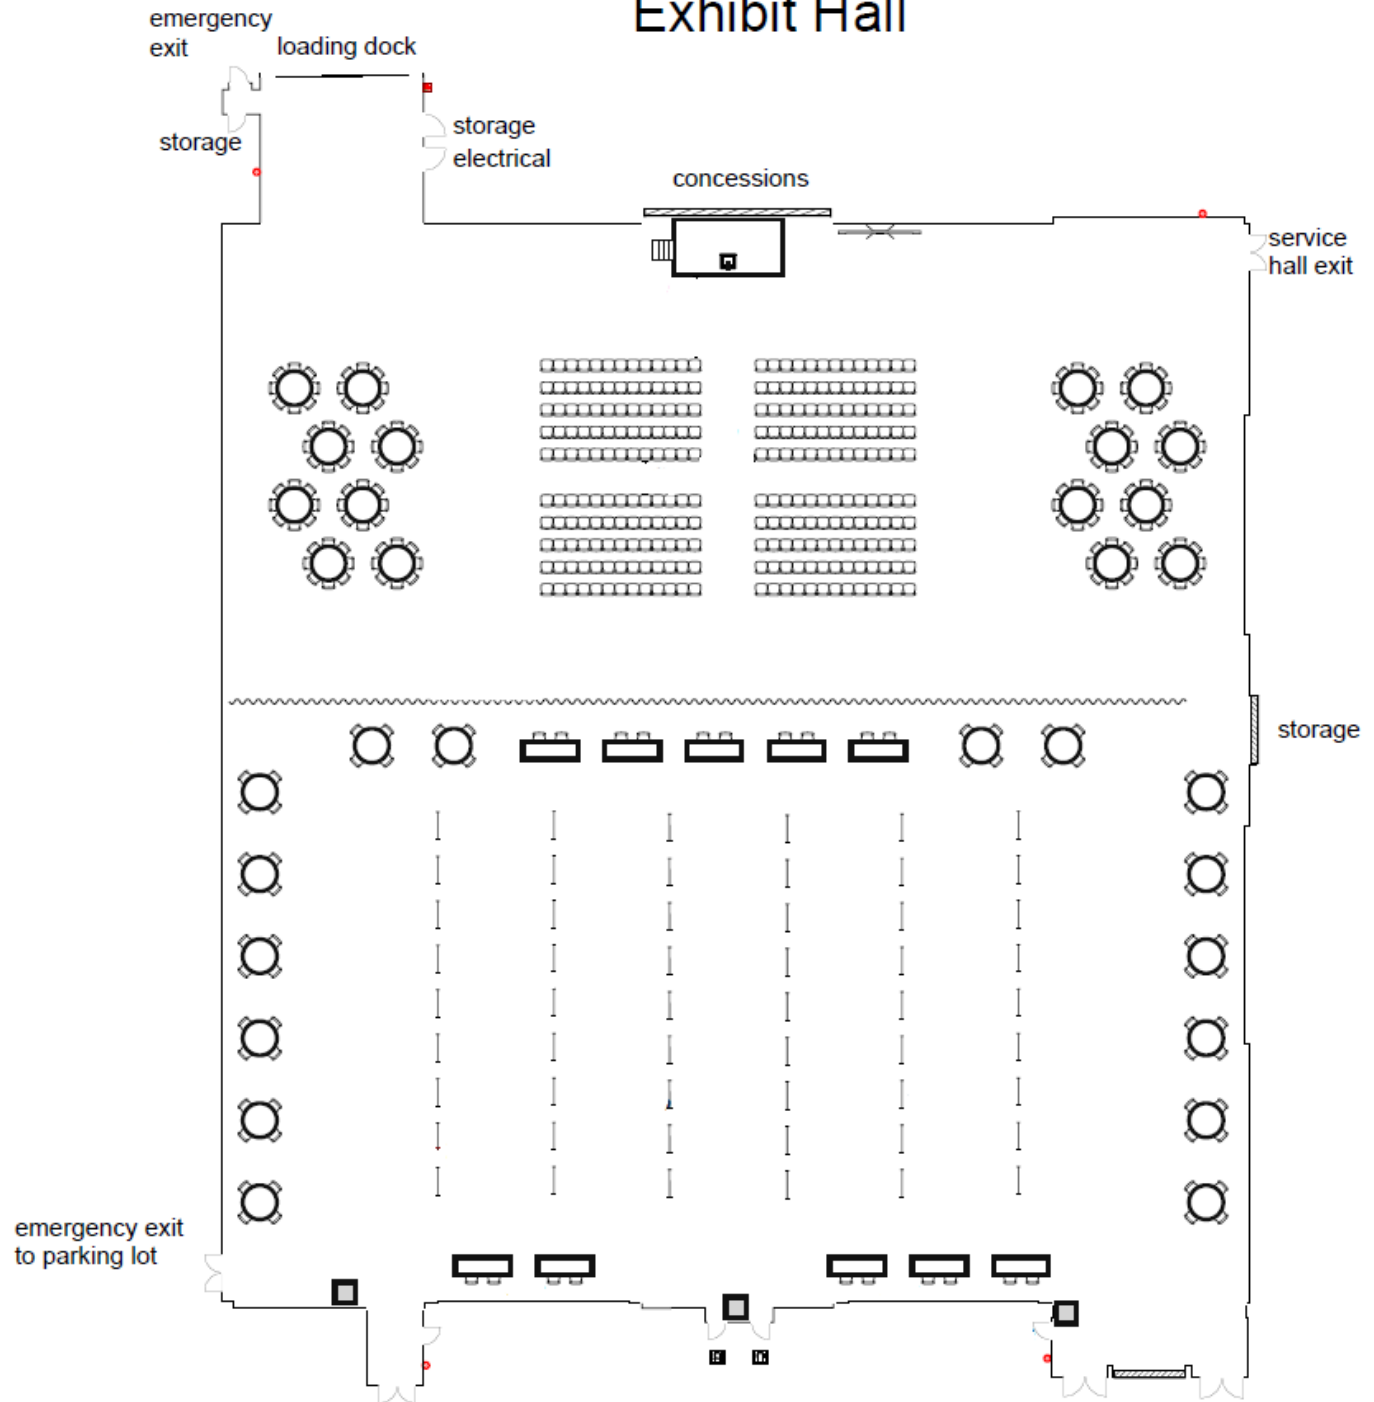 Exhibit Hall
emergency
exit
loading dock
storage
storage
electrical
concessions
service
hall exit
storage
emergency exit
to parking lot